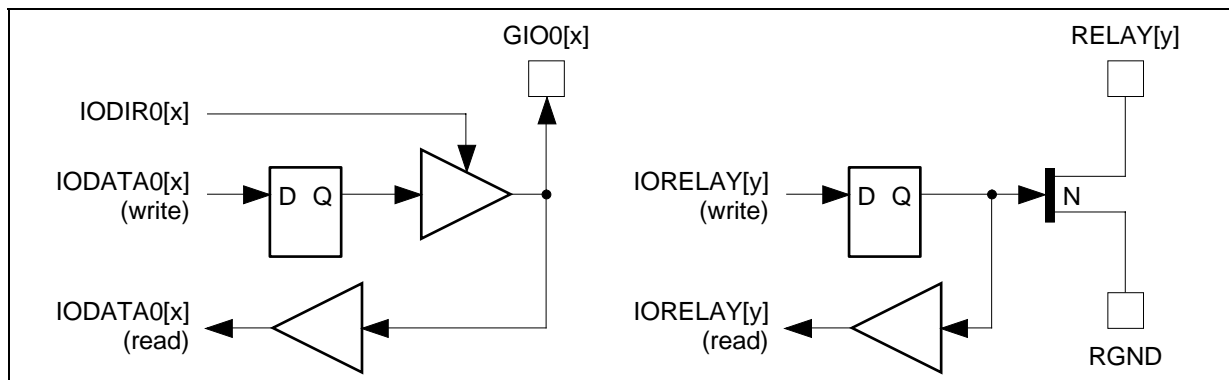 GIO0[x]
RELAY[y]
IODIR0[x]
IODATA0[x]
(write)
D Q
IORELAY[y]
(write)
D Q
N
IODATA0[x]
(read)
IORELAY[y]
(read)
RGND